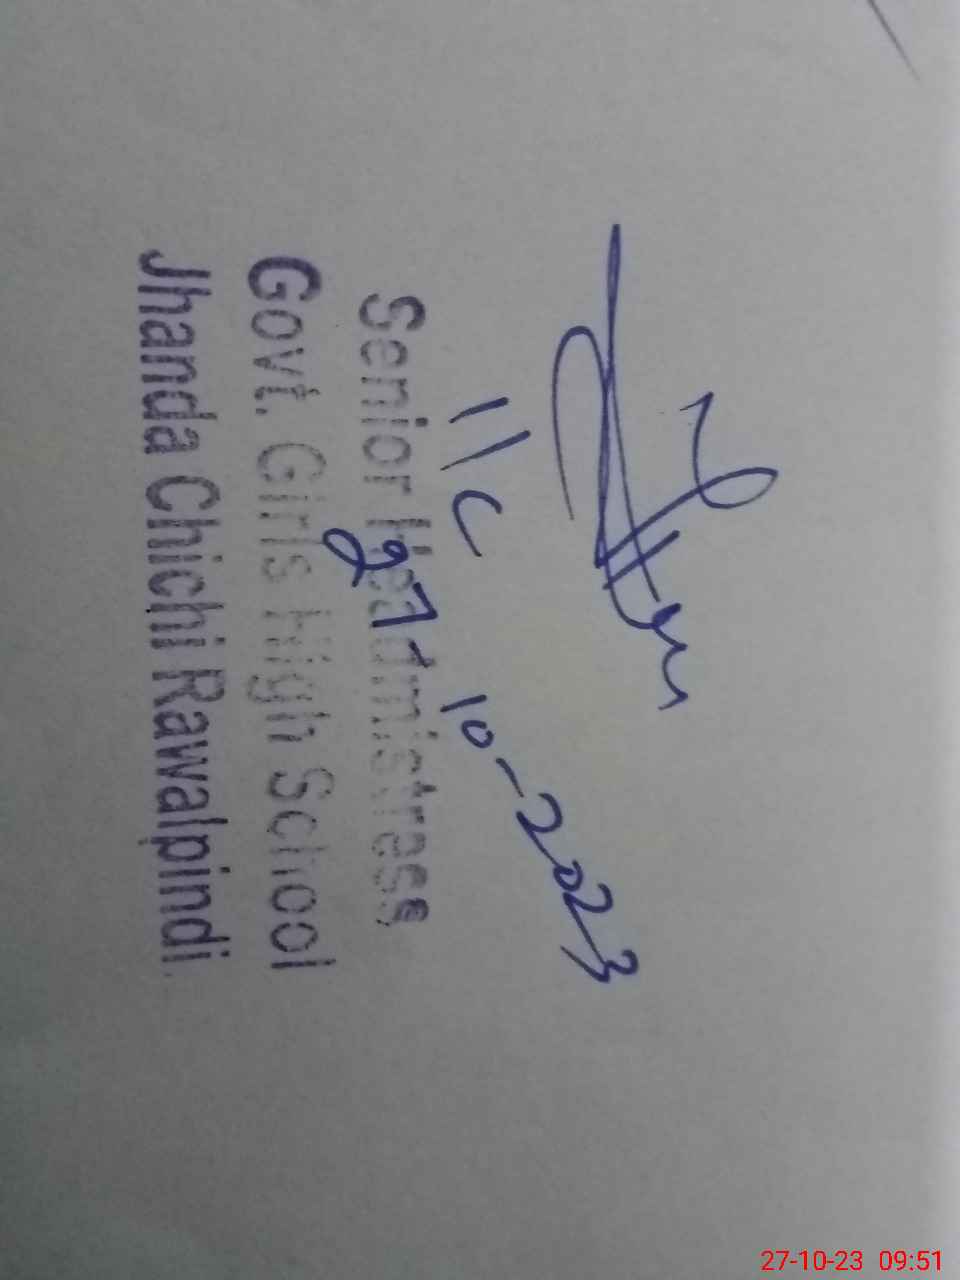 I/C
27-10-2023
Senior Headmistress
Govt. Girls High School
Jhanda Chichi Rawalpindi.
27-10-23 09:51